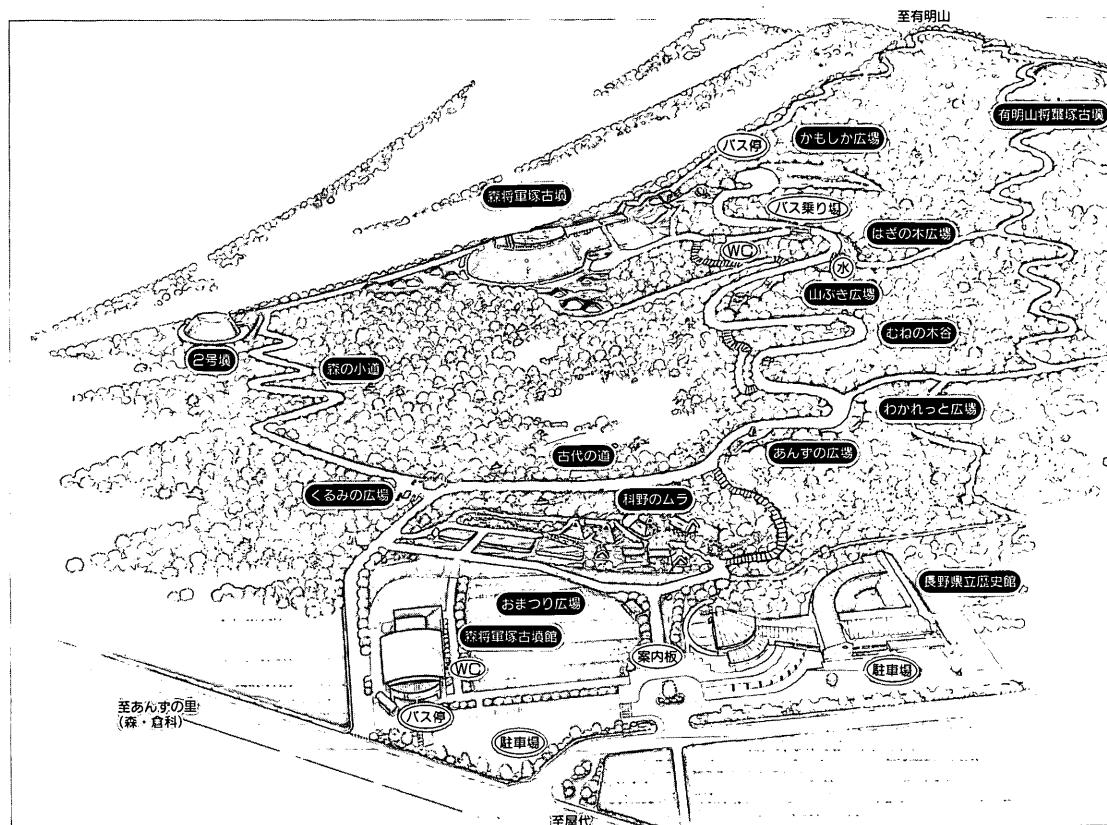 至有明山
有明山将軍塚古墳
バス停
かもしか広場
森将軍塚古墳
バス乗り場
はぎの木広場
WC
水
山ぶき広場
むねの木谷
2号墳
森の小道
わかれっと広場
古代の道
あんずの広場
くるみの広場
科野のムラ
長野県立歴史館
おまつり広場
森将軍塚古墳館
案内板
WC
駐車場
至あんずの里
(森・倉科)
バス停
駐車場
至屋代